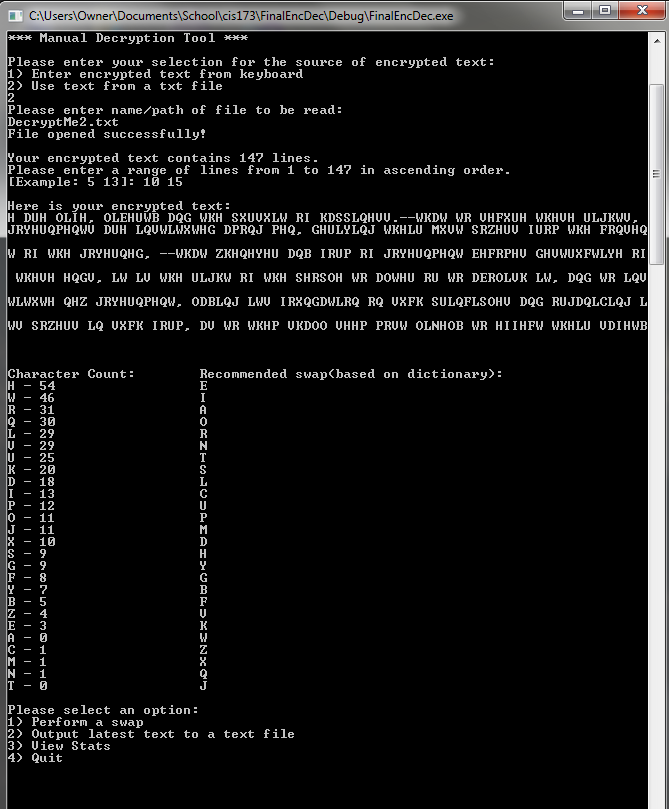 C:\Users\Owner\Documents\School\cis173\FinalEncDec\Debug\FinalEncDec.exe
*** Manual Decryption Tool ***
Please enter your selection for the source of encrypted text:
1) Enter encrypted text from keyboard
2) Use text from a txt file
2
Please enter name/path of file to be read:
DecryptMe2.txt
File opened successfully!
Your encrypted text contains 147 lines.
Please enter a range of lines from 1 to 147 in ascending order.
[Example: 5 13]: 10 15
Here is your encrypted text:
H DUH OLIH, OLEHUWB DQG WKH SXUVXLW RI KDSSLQHVV.--WKDW WR VHFXUH WKHVH ULJKWV,
JRYHUQPHQWV DUH LQVWLWXWHG DPRQJ PHQ, GHULYLQJ WKHLU MXVW SRZHUV IURP WKH FRQVHQ
W RI WKH JRYHUQHG, --WKDW ZKHQHYHU DQB IRUP RI JRYHUQPHQW EHFRPHV GHVWUXFWLYH RI
WKHVH HQGV, LW LV WKH ULJKW RI WKH SHRSOH WR DOWHU RU WR DEROLVK LW, DQG WR LQV
WLWXWH QHZ JRYHUQPHQW, ODBLQJ LWV IRXQGDWLRQ RQ VXFK SULQFLSOHV DQG RUJDQLCLQJ L
WV SRZHUV LQ VXFK IRUP, DV WR WKHP VKDOO VHHP PRVW OLNHOB WR HIIHFW WKHLU VDIHWB
Character Count: Recommended swap(based on dictionary):
H - 54 E
W - 46 I
R - 31 A
Q - 30 O
L - 29 R
V - 29 N
U - 25 T
K - 20 S
D - 18 L
I - 13 C
P - 12 U
O - 11 P
J - 11 M
X - 10 D
S - 9 H
G - 9 Y
F - 8 G
Y - 7 B
B - 5 F
Z - 4 V
E - 3 K
A - 0 W
C - 1 Z
M - 1 X
N - 1 Q
T - 0 J
Please select an option:
1) Perform a swap
2) Output latest text to a text file
3) View Stats
4) Quit